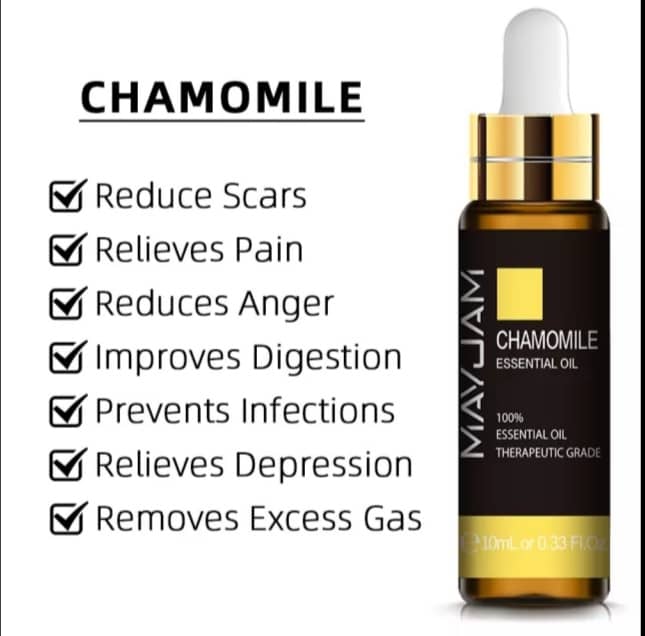 CHAMOMILE
Reduce Scars
Relieves Pain
Reduces Anger
Improves Digestion
Prevents Infections
Relieves Depression
Removes Excess Gas
MAYJAM
CHAMOMILE
ESSENTIAL OIL
100%
ESSENTIAL OIL
THERAPEUTIC GRADE
10mL or 0.33 Fl.Oz